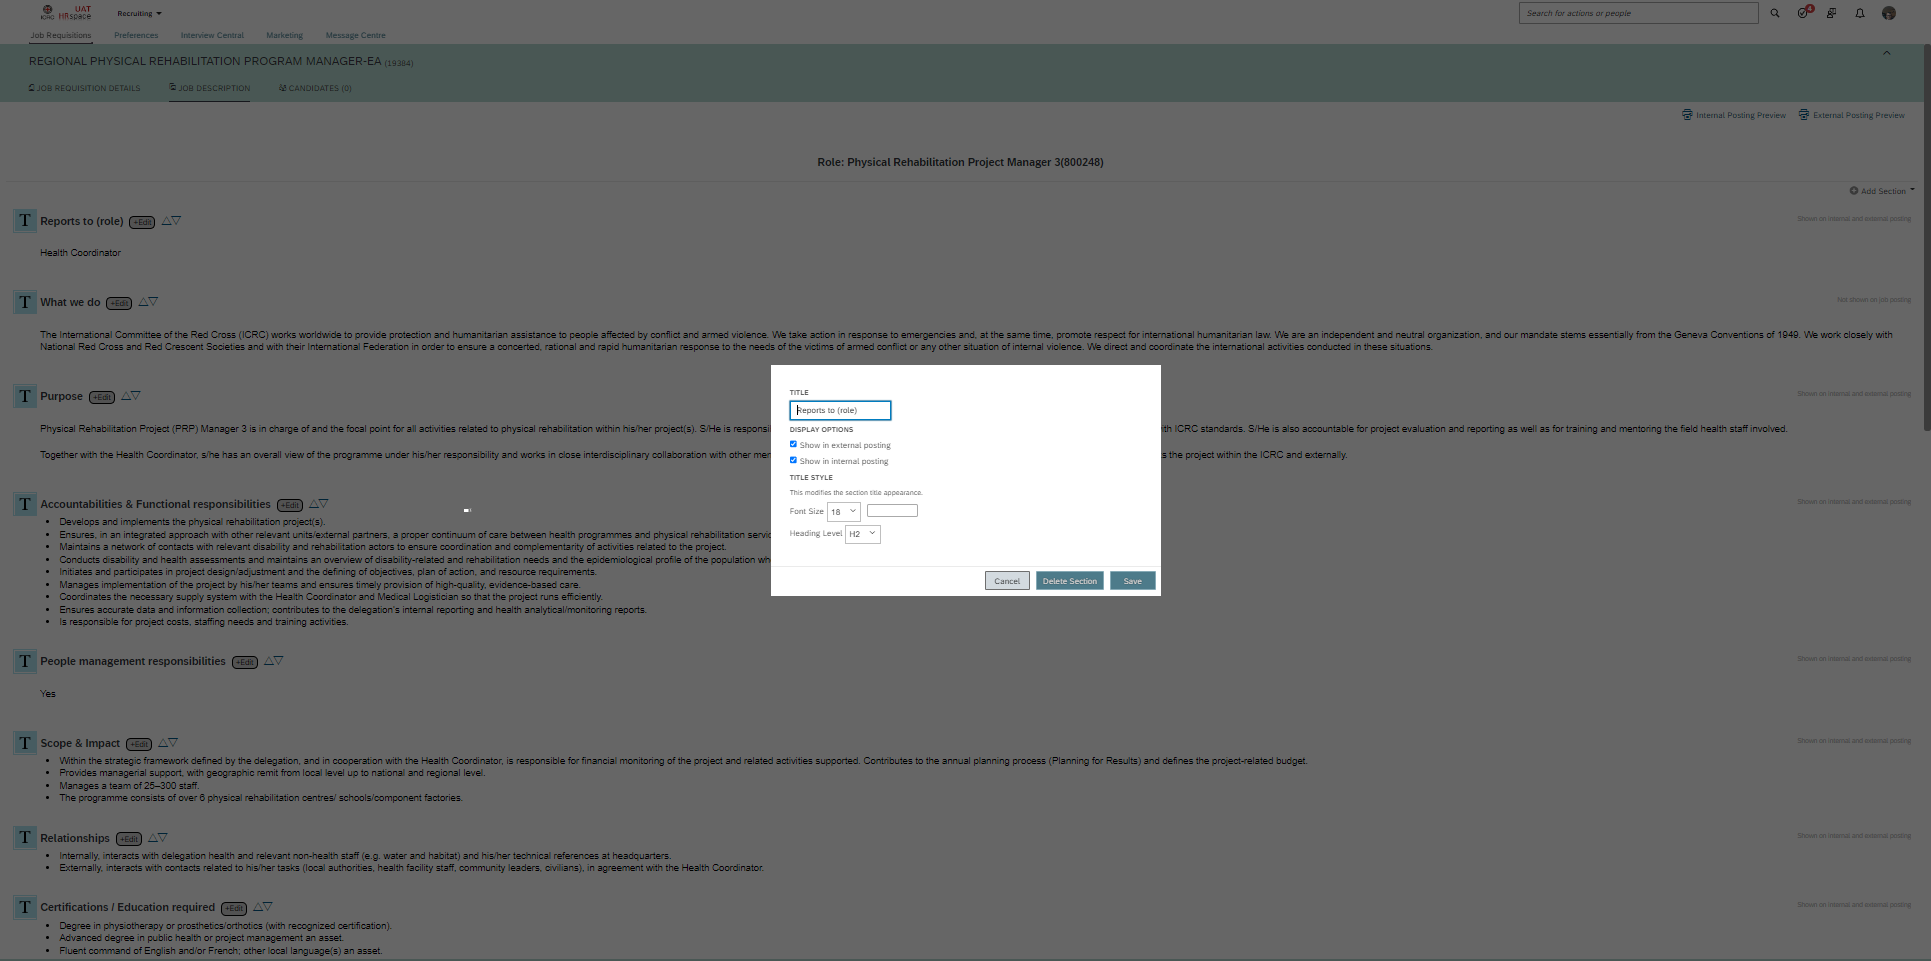 ICRC
UAT
HRspace
Recruiting
Search for actions or people
4
Job Requisitions
Preferences
Interview Central
Marketing
Message Centre
REGIONAL PHYSICAL REHABILITATION PROGRAM MANAGER-EA (19384)
JOB REQUISITION DETAILS
JOB DESCRIPTION
CANDIDATES (0)
Internal Posting Preview
External Posting Preview
Role: Physical Rehabilitation Project Manager 3(800248)
Add Section
T Reports to (role) +Edit
Shown on internal and external posting
Health Coordinator
T What we do +Edit
Not shown on job posting
The International Committee of the Red Cross (ICRC) works worldwide to provide protection and humanitarian assistance to people affected by conflict and armed violence. We take action in response to emergencies and, at the same time, promote respect for international humanitarian law. We are an independent and neutral organization, and our mandate stems essentially from the Geneva Conventions of 1949. We work closely with
National Red Cross and Red Crescent Societies and with their International Federation in order to ensure a concerted, rational and rapid humanitarian response to the needs of the victims of armed conflict or any other situation of internal violence. We direct and coordinate the international activities conducted in these situations.
T Purpose +Edit
Shown on internal and external posting
Physical Rehabilitation Project (PRP) Manager 3 is in charge of and the focal point for all activities related to physical rehabilitation within his/her project(s). S/He is responsi
th ICRC standards. S/He is also accountable for project evaluation and reporting as well as for training and mentoring the field health staff involved.
Together with the Health Coordinator, s/he has an overall view of the programme under his/her responsibility and works in close interdisciplinary collaboration with other mem
s the project within the ICRC and externally.
T Accountabilities & Functional responsibilities +Edit
Shown on internal and external posting
• Develops and implements the physical rehabilitation project(s).
• Ensures, in an integrated approach with other relevant units/external partners, a proper continuum of care between health programmes and physical rehabilitation servic
• Maintains a network of contacts with relevant disability and rehabilitation actors to ensure coordination and complementarity of activities related to the project.
• Conducts disability and health assessments and maintains an overview of disability-related and rehabilitation needs and the epidemiological profile of the population wh
• Initiates and participates in project design/adjustment and the defining of objectives, plan of action, and resource requirements.
• Manages implementation of the project by his/her teams and ensures timely provision of high-quality, evidence-based care.
• Coordinates the necessary supply system with the Health Coordinator and Medical Logistician so that the project runs efficiently.
• Ensures accurate data and information collection; contributes to the delegation's internal reporting and health analytical/monitoring reports.
• Is responsible for project costs, staffing needs and training activities.
TITLE
Reports to (role)
DISPLAY OPTIONS
Show in external posting
Show in internal posting
TITLE STYLE
This modifies the section title appearance.
Font Size 18
Heading Level H2
Cancel
Delete Section
Save
T People management responsibilities +Edit
Shown on internal and external posting
Yes
T Scope & Impact +Edit
Shown on internal and external posting
• Within the strategic framework defined by the delegation, and in cooperation with the Health Coordinator, is responsible for financial monitoring of the project and related activities supported. Contributes to the annual planning process (Planning for Results) and defines the project-related budget.
• Provides managerial support, with geographic remit from local level up to national and regional level.
• Manages a team of 25–300 staff.
• The programme consists of over 6 physical rehabilitation centres/ schools/component factories.
T Relationships +Edit
Shown on internal and external posting
• Internally, interacts with delegation health and relevant non-health staff (e.g. water and habitat) and his/her technical references at headquarters.
• Externally, interacts with contacts related to his/her tasks (local authorities, health facility staff, community leaders, civilians), in agreement with the Health Coordinator.
T Certifications / Education required +Edit
Shown on internal and external posting
• Degree in physiotherapy or prosthetics/orthotics (with recognized certification).
• Advanced degree in public health or project management an asset.
• Fluent command of English and/or French; other local language(s) an asset.